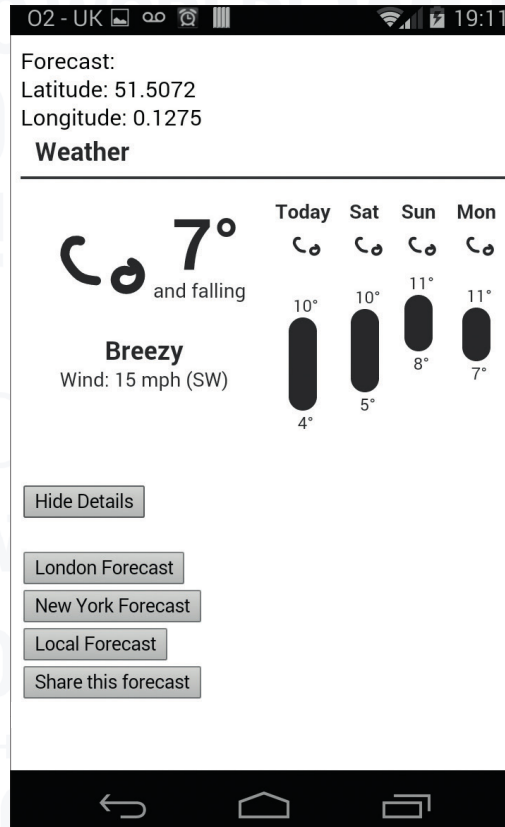 O2 - UK 19:11
Forecast:
Latitude: 51.5072
Longitude: 0.1275
Weather
7°
and falling
Breezy
Wind: 15 mph (SW)
Today Sat Sun Mon
10° 10° 11° 11°
4° 5° 8° 7°
Hide Details
London Forecast
New York Forecast
Local Forecast
Share this forecast